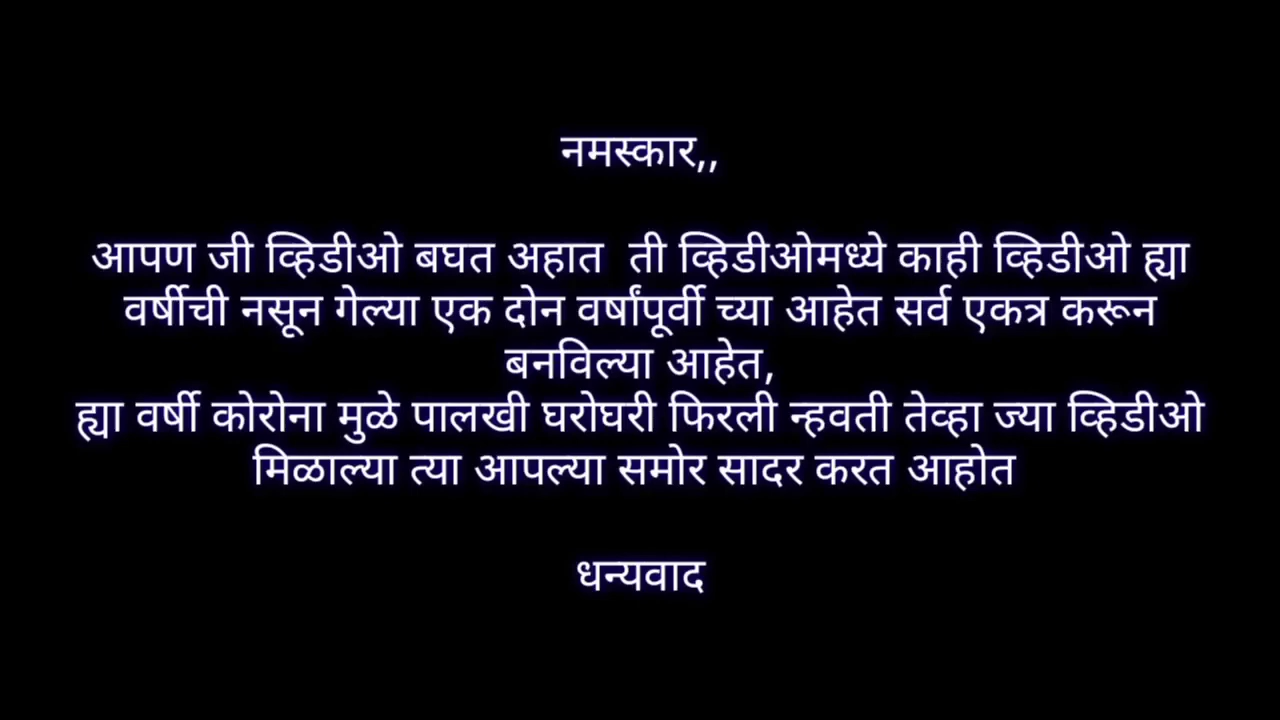 नमस्कार,,
आपण जी व्हिडीओ बघत अहात  ती व्हिडीओमध्ये काही व्हिडीओ ह्या
वर्षीची नसून गेल्या एक दोन वर्षांपूर्वी च्या आहेत सर्व एकत्र करून
बनविल्या आहेत,
ह्या वर्षी कोरोना मुळे पालखी घरोघरी फिरली न्हवती तेव्हा ज्या व्हिडीओ
मिळाल्या त्या आपल्या समोर सादर करत आहोत
धन्यवाद